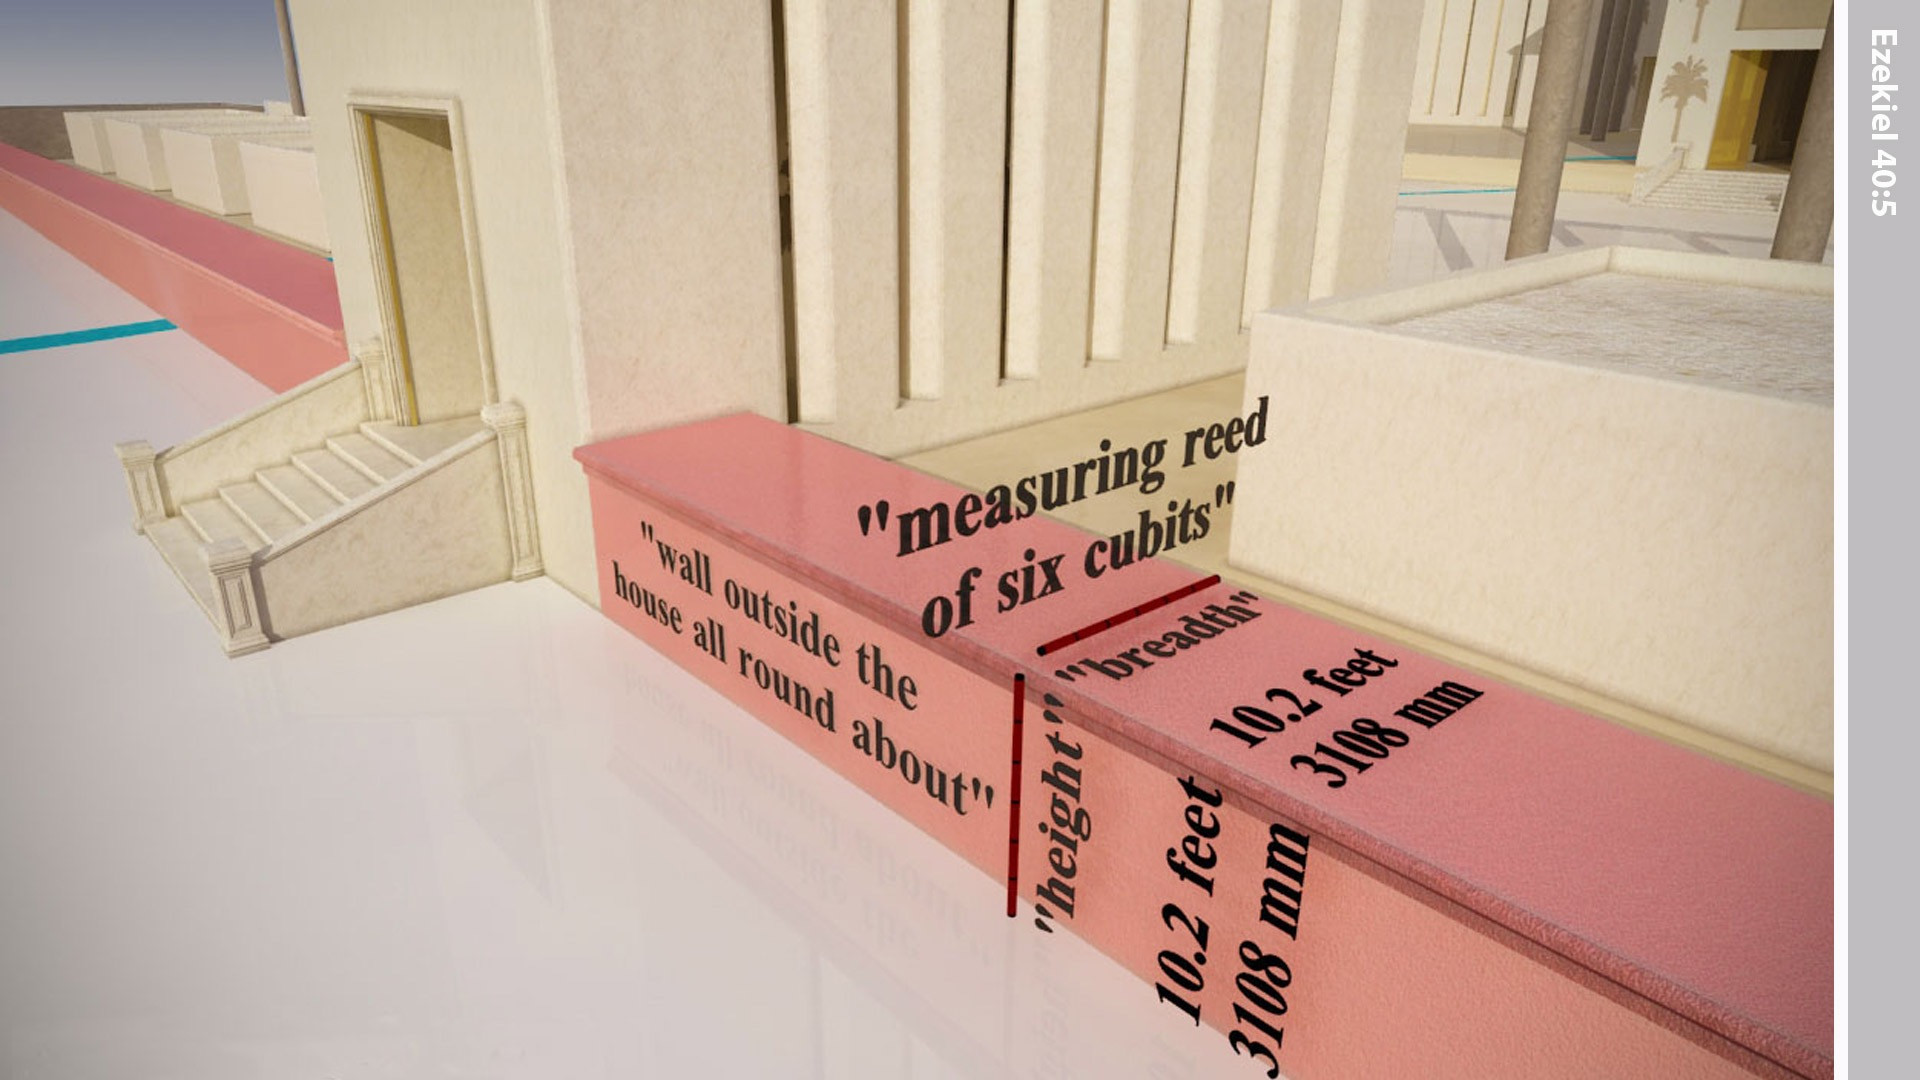 "measuring reed
of six cubits"
"wall outside the
house all round about"
"breadth"
10.2 feet
3108 mm
"height"
10.2 feet
3108 mm
Ezekiel 40:5